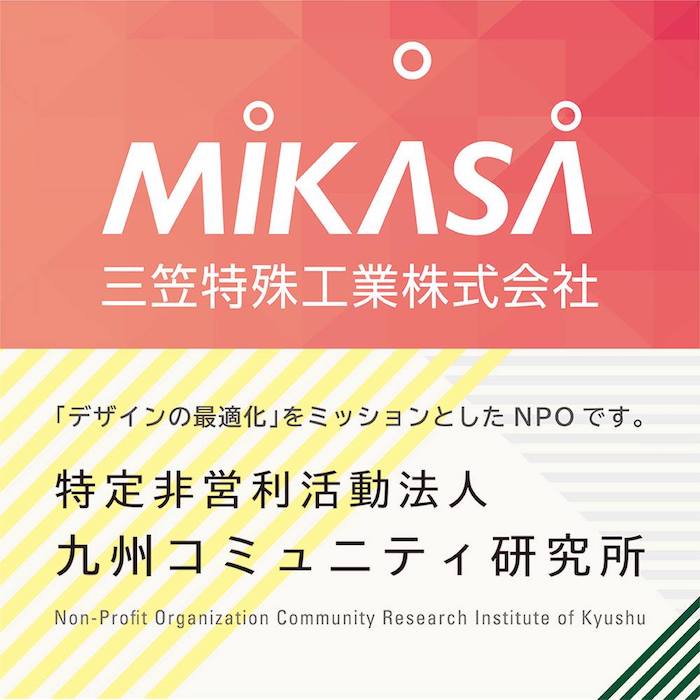 MIKASA
三笠特殊工業株式会社
「デザインの最適化」をミッションとした NPO です。
特定非営利活動法人
九州コミュニティ研究所
Non-Profit Organization Community Research Institute of Kyushu